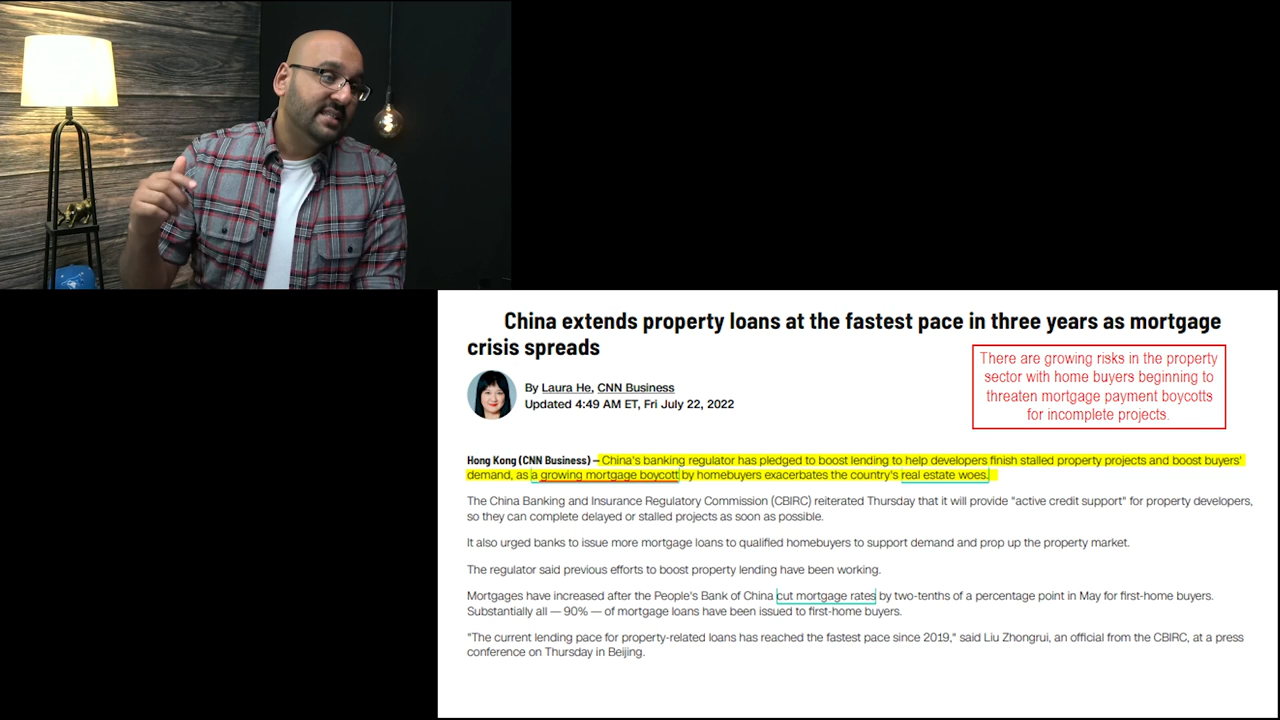 China extends property loans at the fastest pace in three years as mortgage
crisis spreads
There are growing risks in the property
sector with home buyers beginning to
threaten mortgage payment boycotts
for incomplete projects.
By Laura He, CNN Business
Updated 4:49 AM ET, Fri July 22, 2022
Hong Kong (CNN Business) — China's banking regulator has pledged to boost lending to help developers finish stalled property projects and boost buyers'
demand, as a growing mortgage boycott by homebuyers exacerbates the country's real estate woes.
The China Banking and Insurance Regulatory Commission (CBIRC) reiterated Thursday that it will provide "active credit support" for property developers,
so they can complete delayed or stalled projects as soon as possible.
It also urged banks to issue more mortgage loans to qualified homebuyers to support demand and prop up the property market.
The regulator said previous efforts to boost property lending have been working.
Mortgages have increased after the People's Bank of China cut mortgage rates by two-tenths of a percentage point in May for first-home buyers.
Substantially all — 90% — of mortgage loans have been issued to first-home buyers.
"The current lending pace for property-related loans has reached the fastest pace since 2019," said Liu Zhongrui, an official from the CBIRC, at a press
conference on Thursday in Beijing.